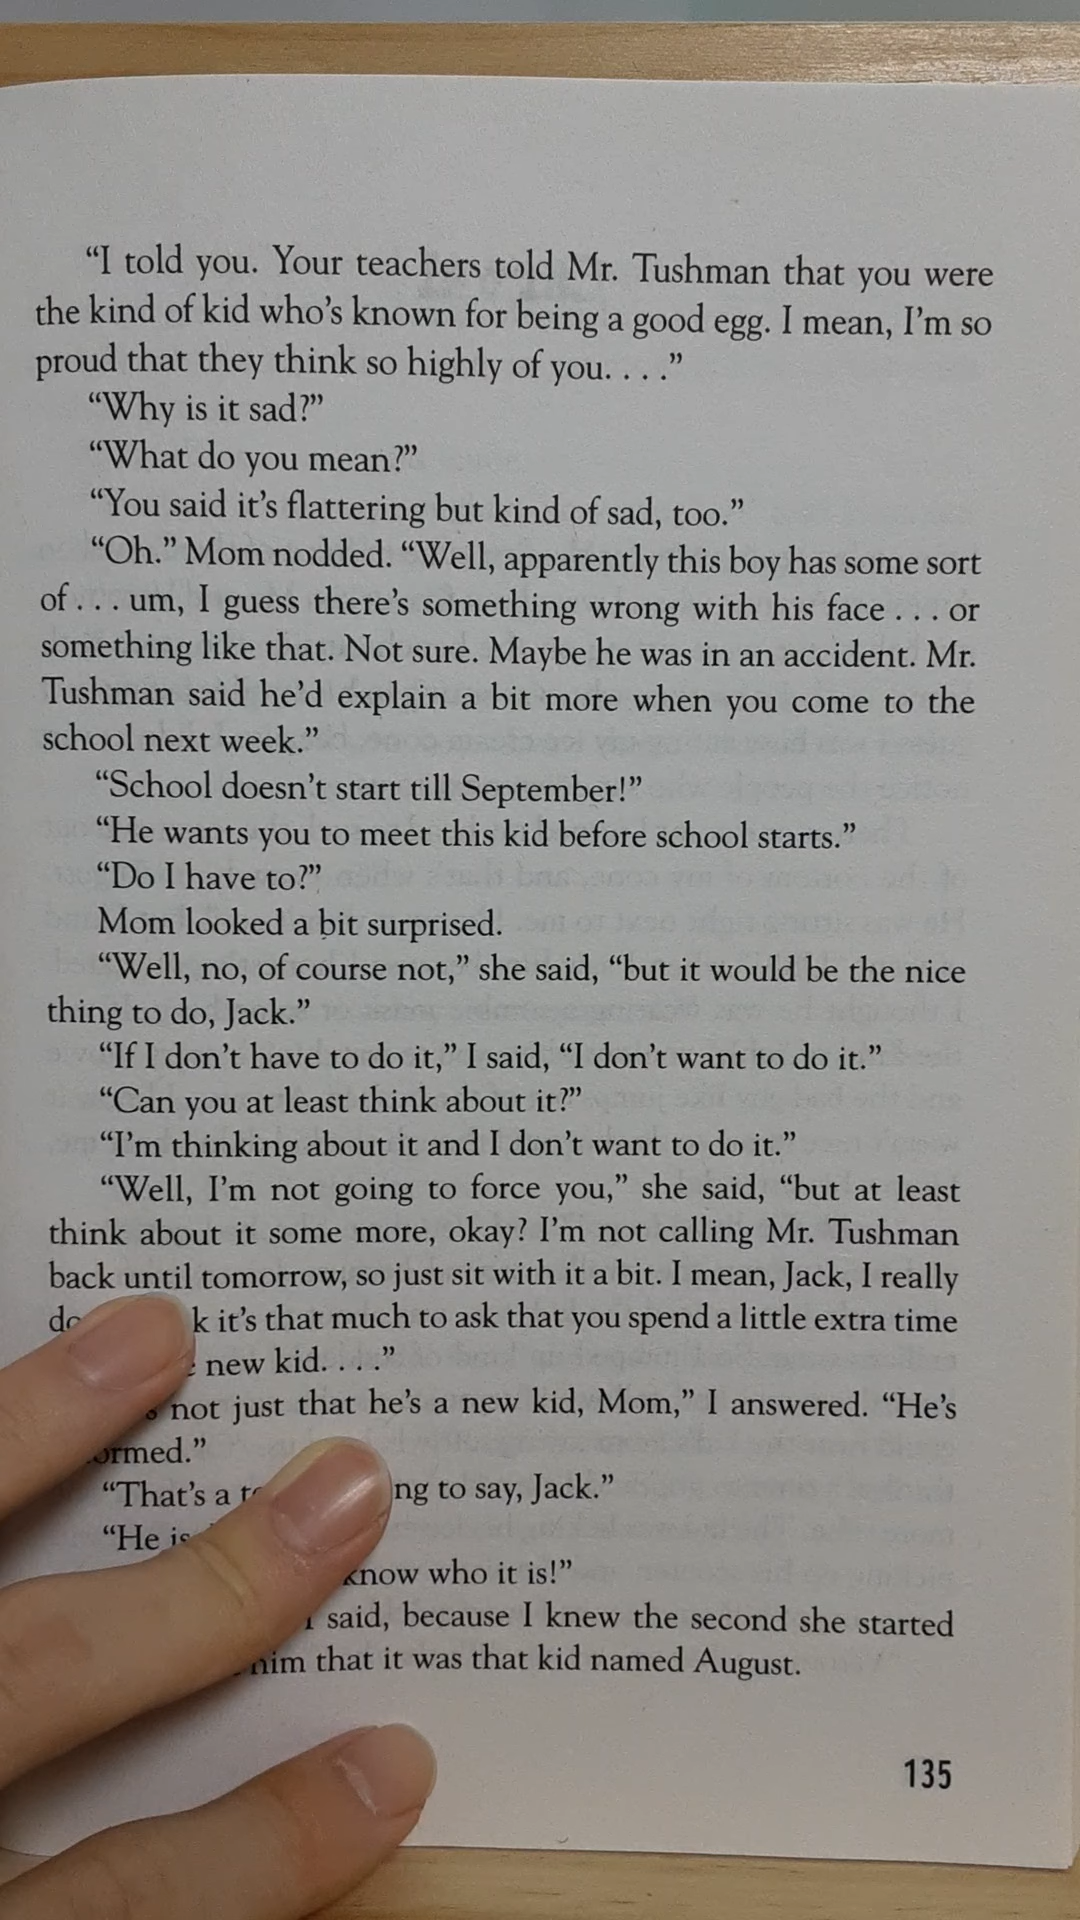 “I told you. Your teachers told Mr. Tushman that you were
the kind of kid who’s known for being a good egg. I mean, I’m so
proud that they think so highly of you. . . .”
“Why is it sad?”
“What do you mean?”
“You said it’s flattering but kind of sad, too.”
“Oh.” Mom nodded. “Well, apparently this boy has some sort
of . . . um, I guess there’s something wrong with his face . . . or
something like that. Not sure. Maybe he was in an accident. Mr.
Tushman said he’d explain a bit more when you come to the
school next week.”
“School doesn’t start till September!”
“He wants you to meet this kid before school starts.”
“Do I have to?”
Mom looked a bit surprised.
“Well, no, of course not,” she said, “but it would be the nice
thing to do, Jack.”
“If I don’t have to do it,” I said, “I don’t want to do it.”
“Can you at least think about it?”
“I’m thinking about it and I don’t want to do it.”
“Well, I’m not going to force you,” she said, “but at least
think about it some more, okay? I’m not calling Mr. Tushman
back until tomorrow, so just sit with it a bit. I mean, Jack, I really
it’s that much to ask that you spend a little extra time
new kid. . . .”
not just that he’s a new kid, Mom,” I answered. “He’s
“That’s a to say, Jack.”
“He is
know who it is!”
I said, because I knew the second she started
him that it was that kid named August.
135